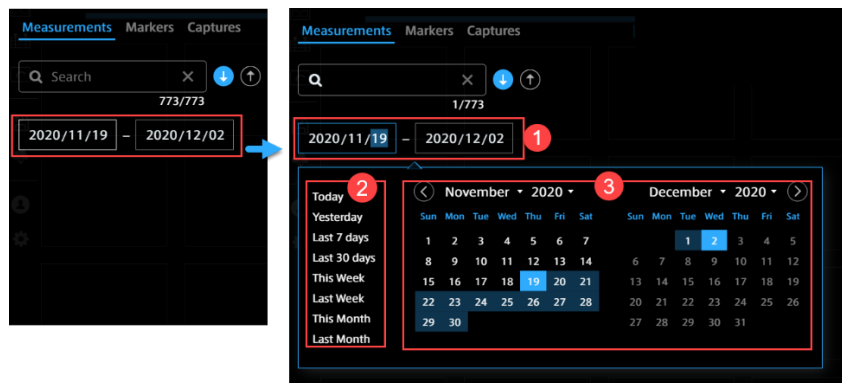 Measurements Markers Captures
Search
773/773
2020/11/19 – 2020/12/02
Measurements Markers Captures
1/773
2020/11/19 – 2020/12/02
1
2
Today
Yesterday
Last 7 days
Last 30 days
This Week
Last Week
This Month
Last Month
3
November 2020
Sun Mon Tue Wed Thu Fri Sat
1 2 3 4 5 6 7
8 9 10 11 12 13 14
15 16 17 18 19 20 21
22 23 24 25 26 27 28
29 30
December 2020
Sun Mon Tue Wed Thu Fri Sat
1 2 3 4 5
6 7 8 9 10 11 12
13 14 15 16 17 18 19
20 21 22 23 24 25 26
27 28 29 30 31